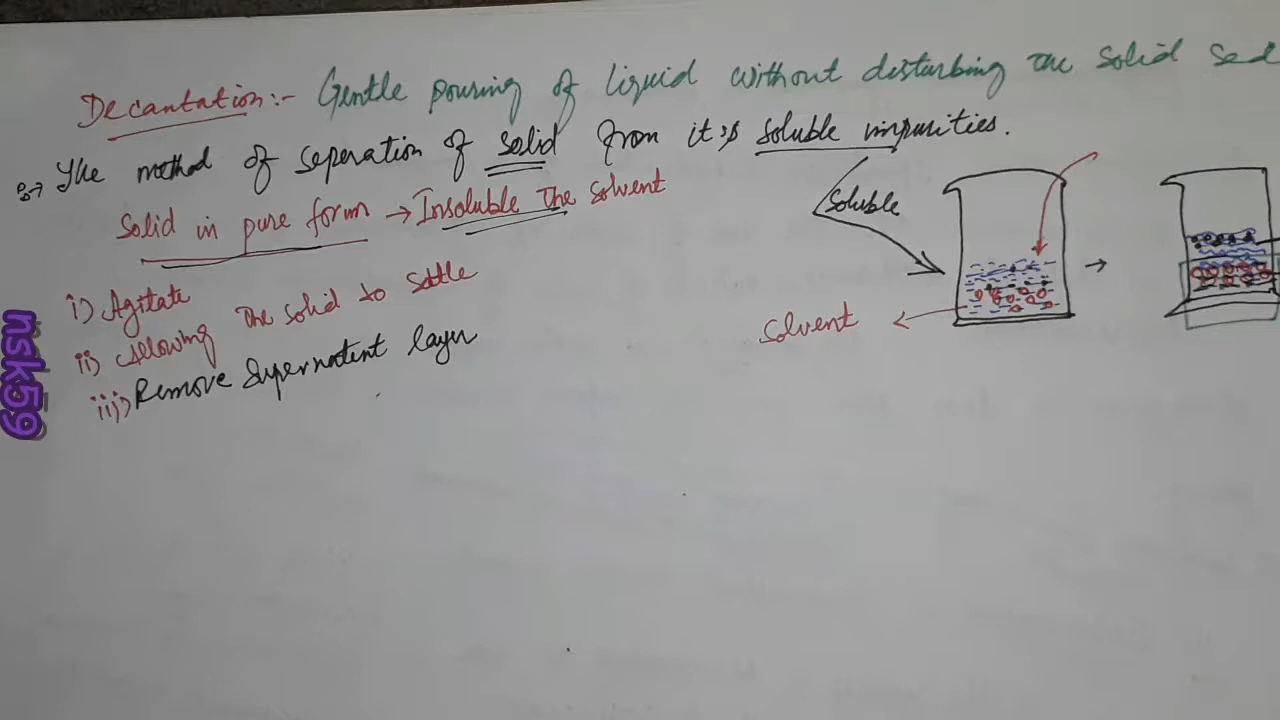 Decantation:- Gentle pouring of liquid without disturbing the solid sed
→ The method of seperation of solid from it's soluble impurities.
Solid in pure form → Insoluble the solvent
Soluble
i) Agitate
ii) Allowing the solid to settle
iii) Remove Supernatent layer
solvent
nsk59